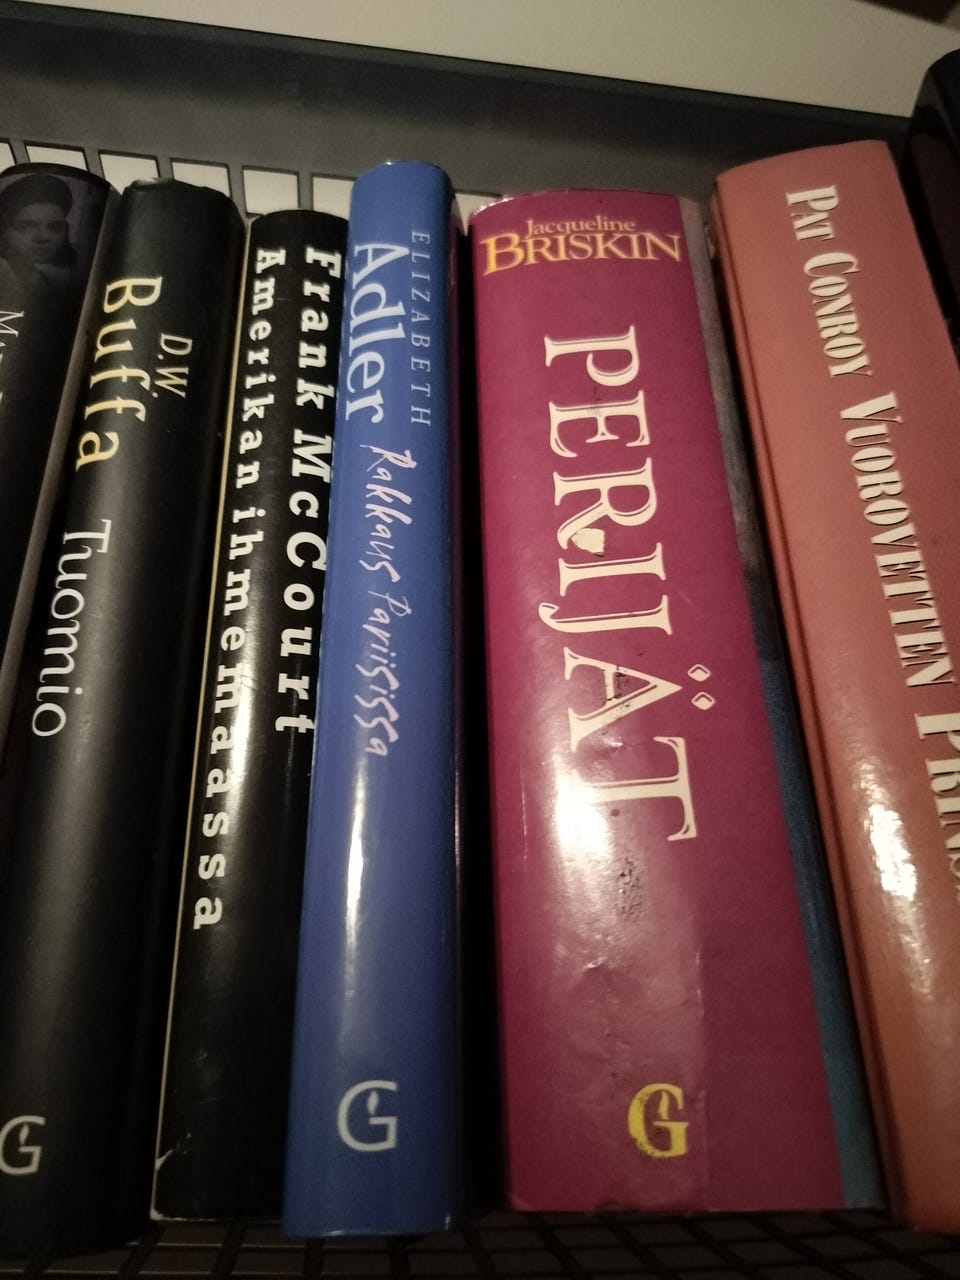 D.W.
Buffa Tuomio
G
Frank McCourt
Amerikan ihmemaassa
ELIZABETH
Adler Rakkaus Pariisissa
G
Jacqueline
BRISKIN
PERIJÄT
G
PAT CONROY VUOROVETTEN